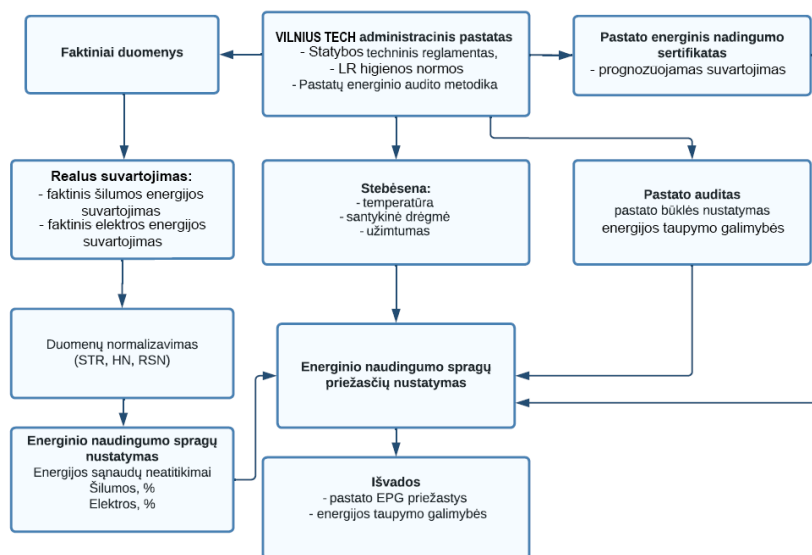 Faktiniai duomenys
VILNIUS TECH administracinis pastatas
- Statybos techninis reglamentas,
- LR higienos normos
- Pastatų energinio audito metodika
Pastato energinis nadingumo
sertifikatas
- prognozuojamas suvartojimas
Realus suvartojimas:
- faktinis šilumos energijos
suvartojimas
- faktinis elektros energijos
suvartojimas
Stebėsena:
- temperatūra
- santykinė drėgmė
- užimtumas
Pastato auditas
pastato būklės nustatymas
energijos taupymo galimybės
Duomenų normalizavimas
(STR, HN, RSN)
Energinio naudingumo spragų
priežasčių nustatymas
Energinio naudingumo spragų
nustatymas
Energijos sąnaudų neatitikimai
Šilumos, %
Elektros, %
Išvados
- pastato EPG priežastys
- energijos taupymo galimybės